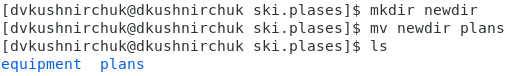 [dvkushnirchuk@dkushnirchuk ski.plases]$ mkdir newdir
[dvkushnirchuk@dkushnirchuk ski.plases]$ mv newdir plans
[dvkushnirchuk@dkushnirchuk ski.plases]$ ls
equipment  plans